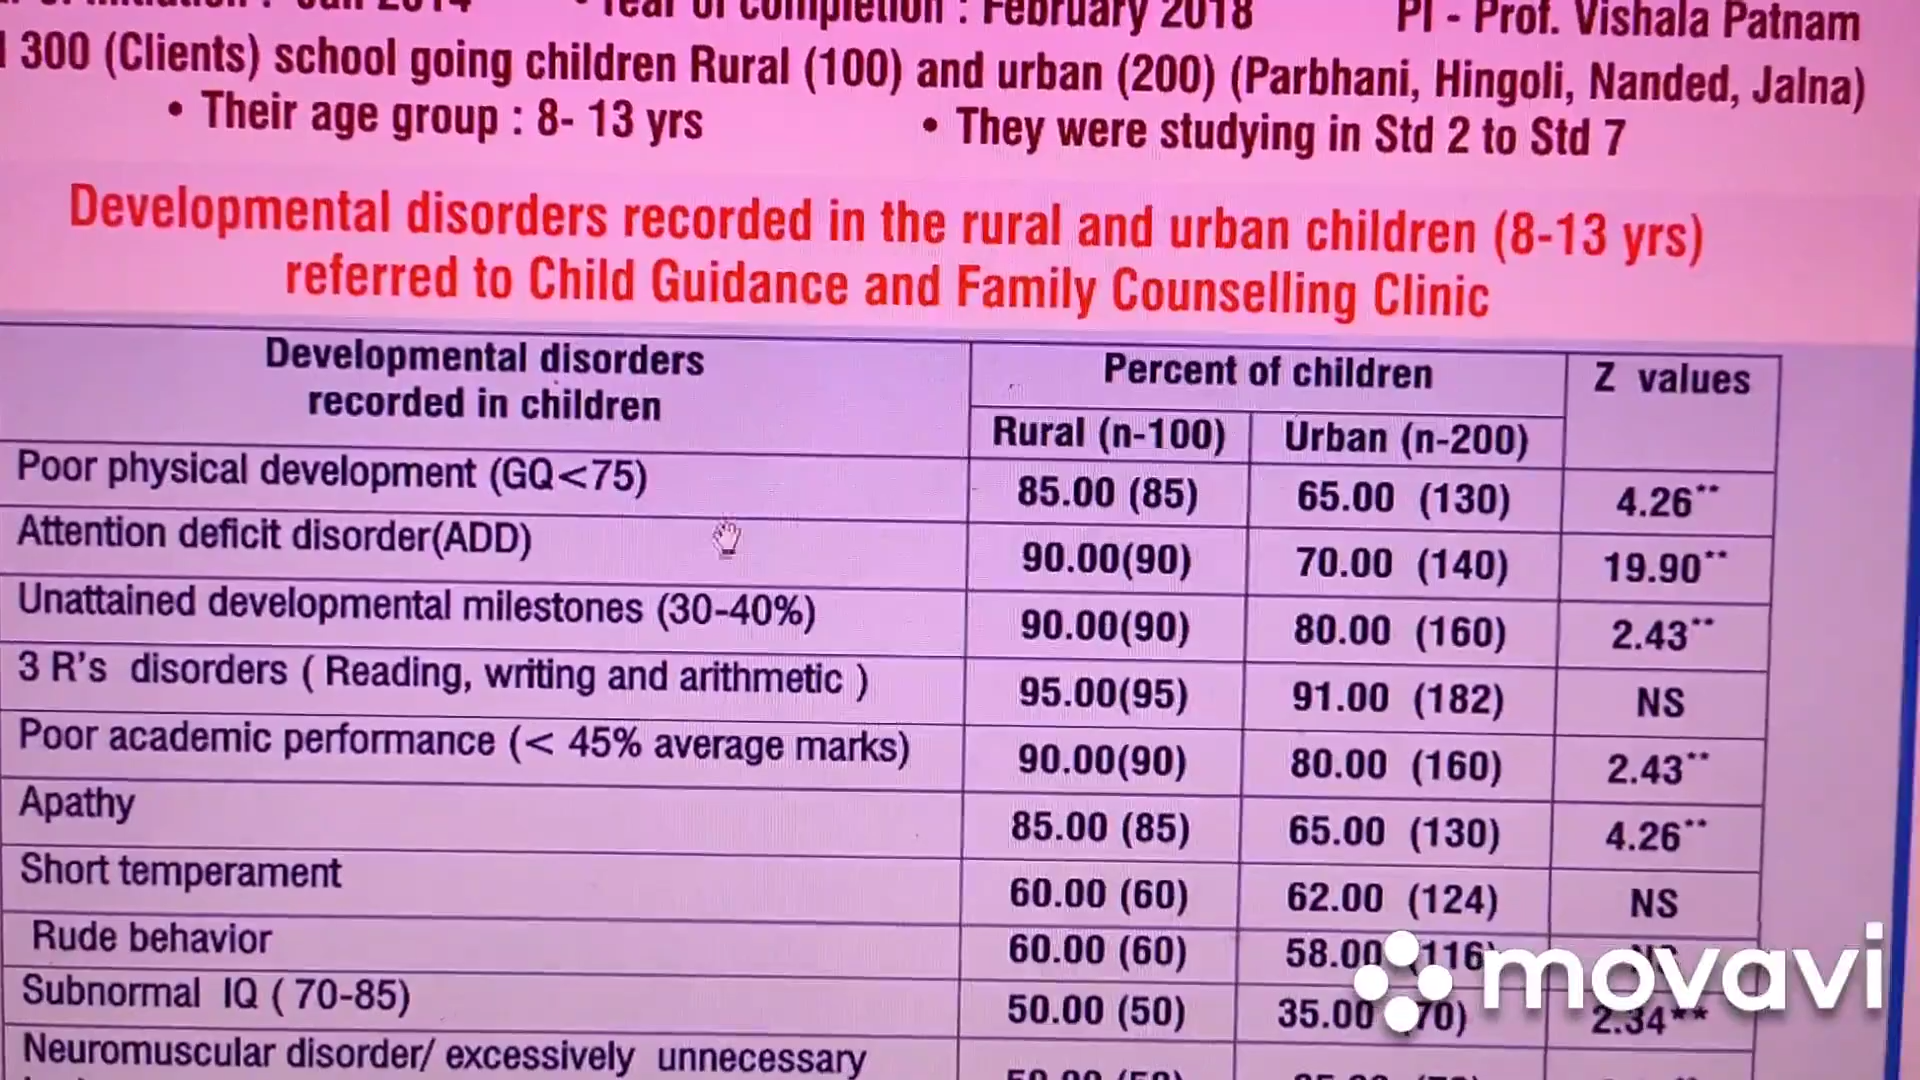 Year of completion : February 2018 PI - Prof. Vishala Patnam
300 (Clients) school going children Rural (100) and urban (200) (Parbhani, Hingoli, Nanded, Jalna)
• Their age group : 8- 13 yrs • They were studying in Std 2 to Std 7
Developmental disorders recorded in the rural and urban children (8-13 yrs)
referred to Child Guidance and Family Counselling Clinic
Developmental disorders
recorded in children
Percent of children
Z values
Rural (n-100) Urban (n-200)
Poor physical development (GQ<75) 85.00 (85) 65.00 (130) 4.26**
Attention deficit disorder(ADD) 90.00(90) 70.00 (140) 19.90**
Unattained developmental milestones (30-40%) 90.00(90) 80.00 (160) 2.43**
3 R's disorders ( Reading, writing and arithmetic ) 95.00(95) 91.00 (182) NS
Poor academic performance (< 45% average marks) 90.00(90) 80.00 (160) 2.43**
Apathy 85.00 (85) 65.00 (130) 4.26**
Short temperament 60.00 (60) 62.00 (124) NS
Rude behavior 60.00 (60) 58.00 (116)
Subnormal IQ ( 70-85) 50.00 (50) 35.00 (70) 2.34**
Neuromuscular disorder/ excessively unnecessary
movavi